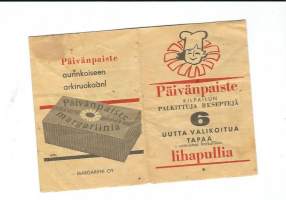 Päivänpaiste
aurinkoiseen
arkiruokaan!
Päivänpaiste
margariinia
MARGARIINI OY
Päivänpaiste
KILPAILUN
PALKITTUJA RESEPTEJÄ
6
UUTTA VALIKOITUA
TAPAA
lihapullia